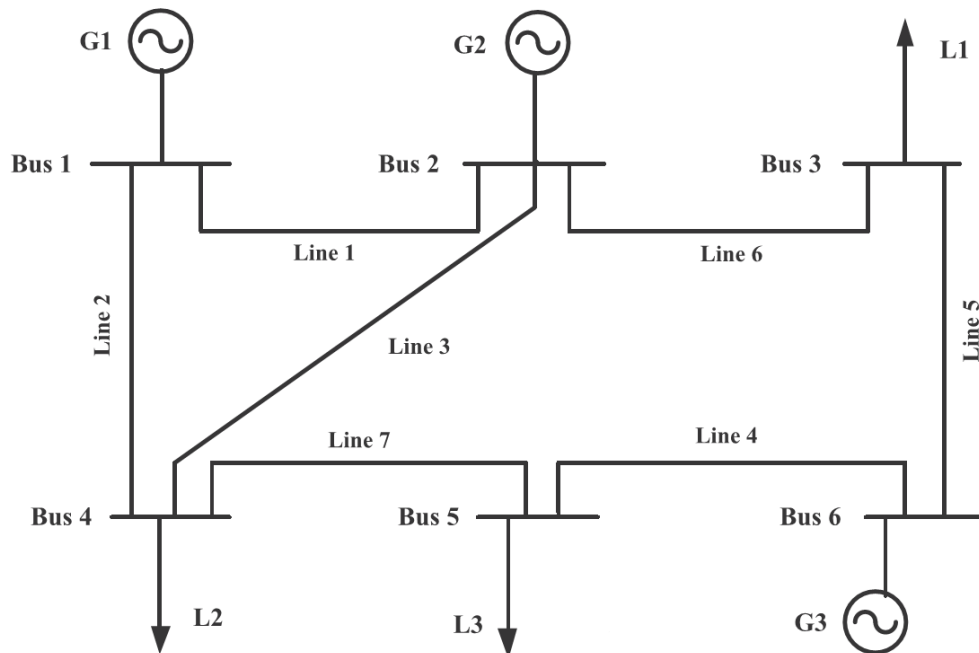 G1
G2
L1
Bus 1
Bus 2
Bus 3
Line 1
Line 6
Line 2
Line 3
Line 5
Line 7
Line 4
Bus 4
Bus 5
Bus 6
L2
L3
G3